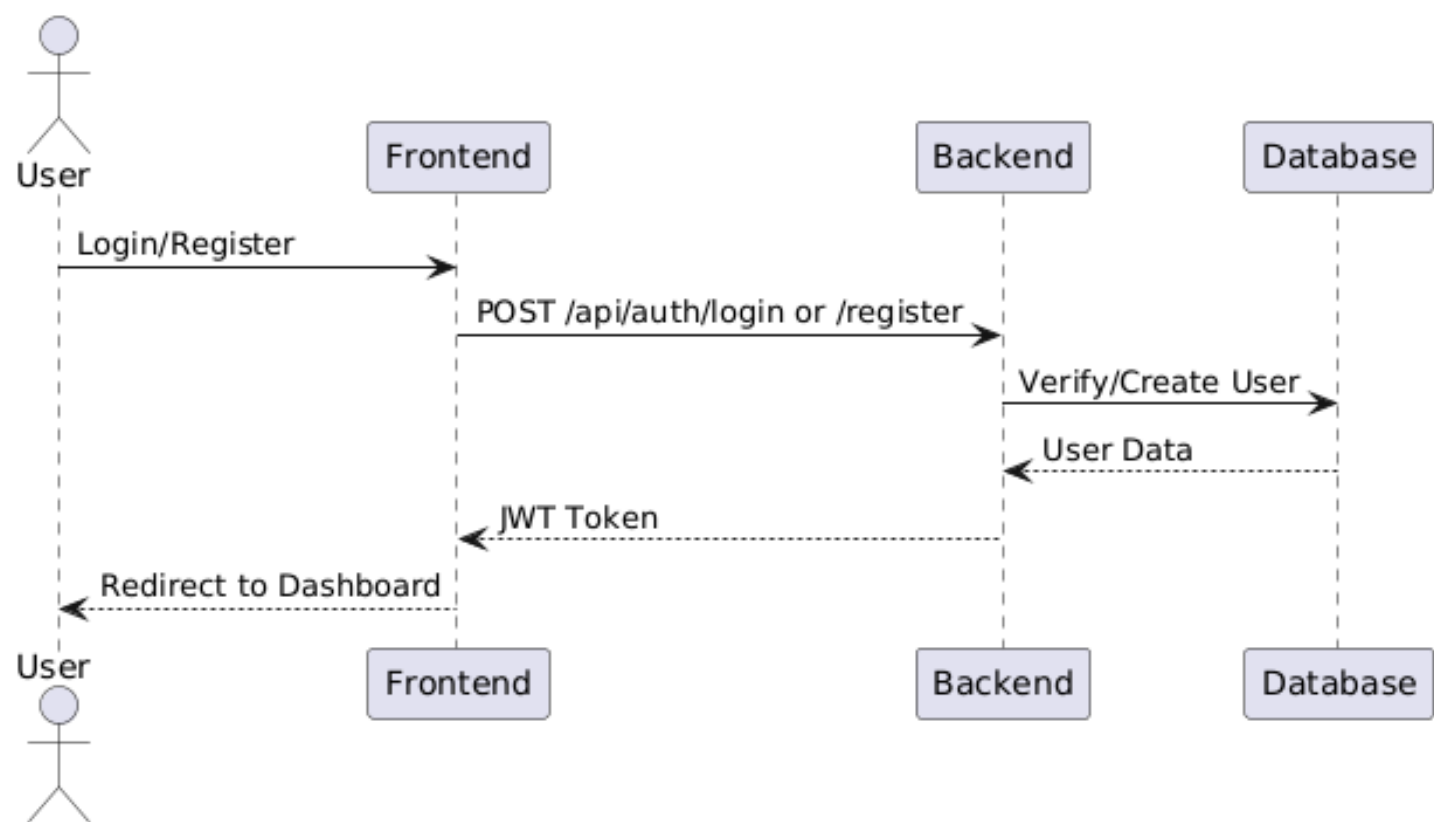 User
Frontend
Backend
Database
Login/Register
POST /api/auth/login or /register
Verify/Create User
User Data
JWT Token
Redirect to Dashboard
User
Frontend
Backend
Database